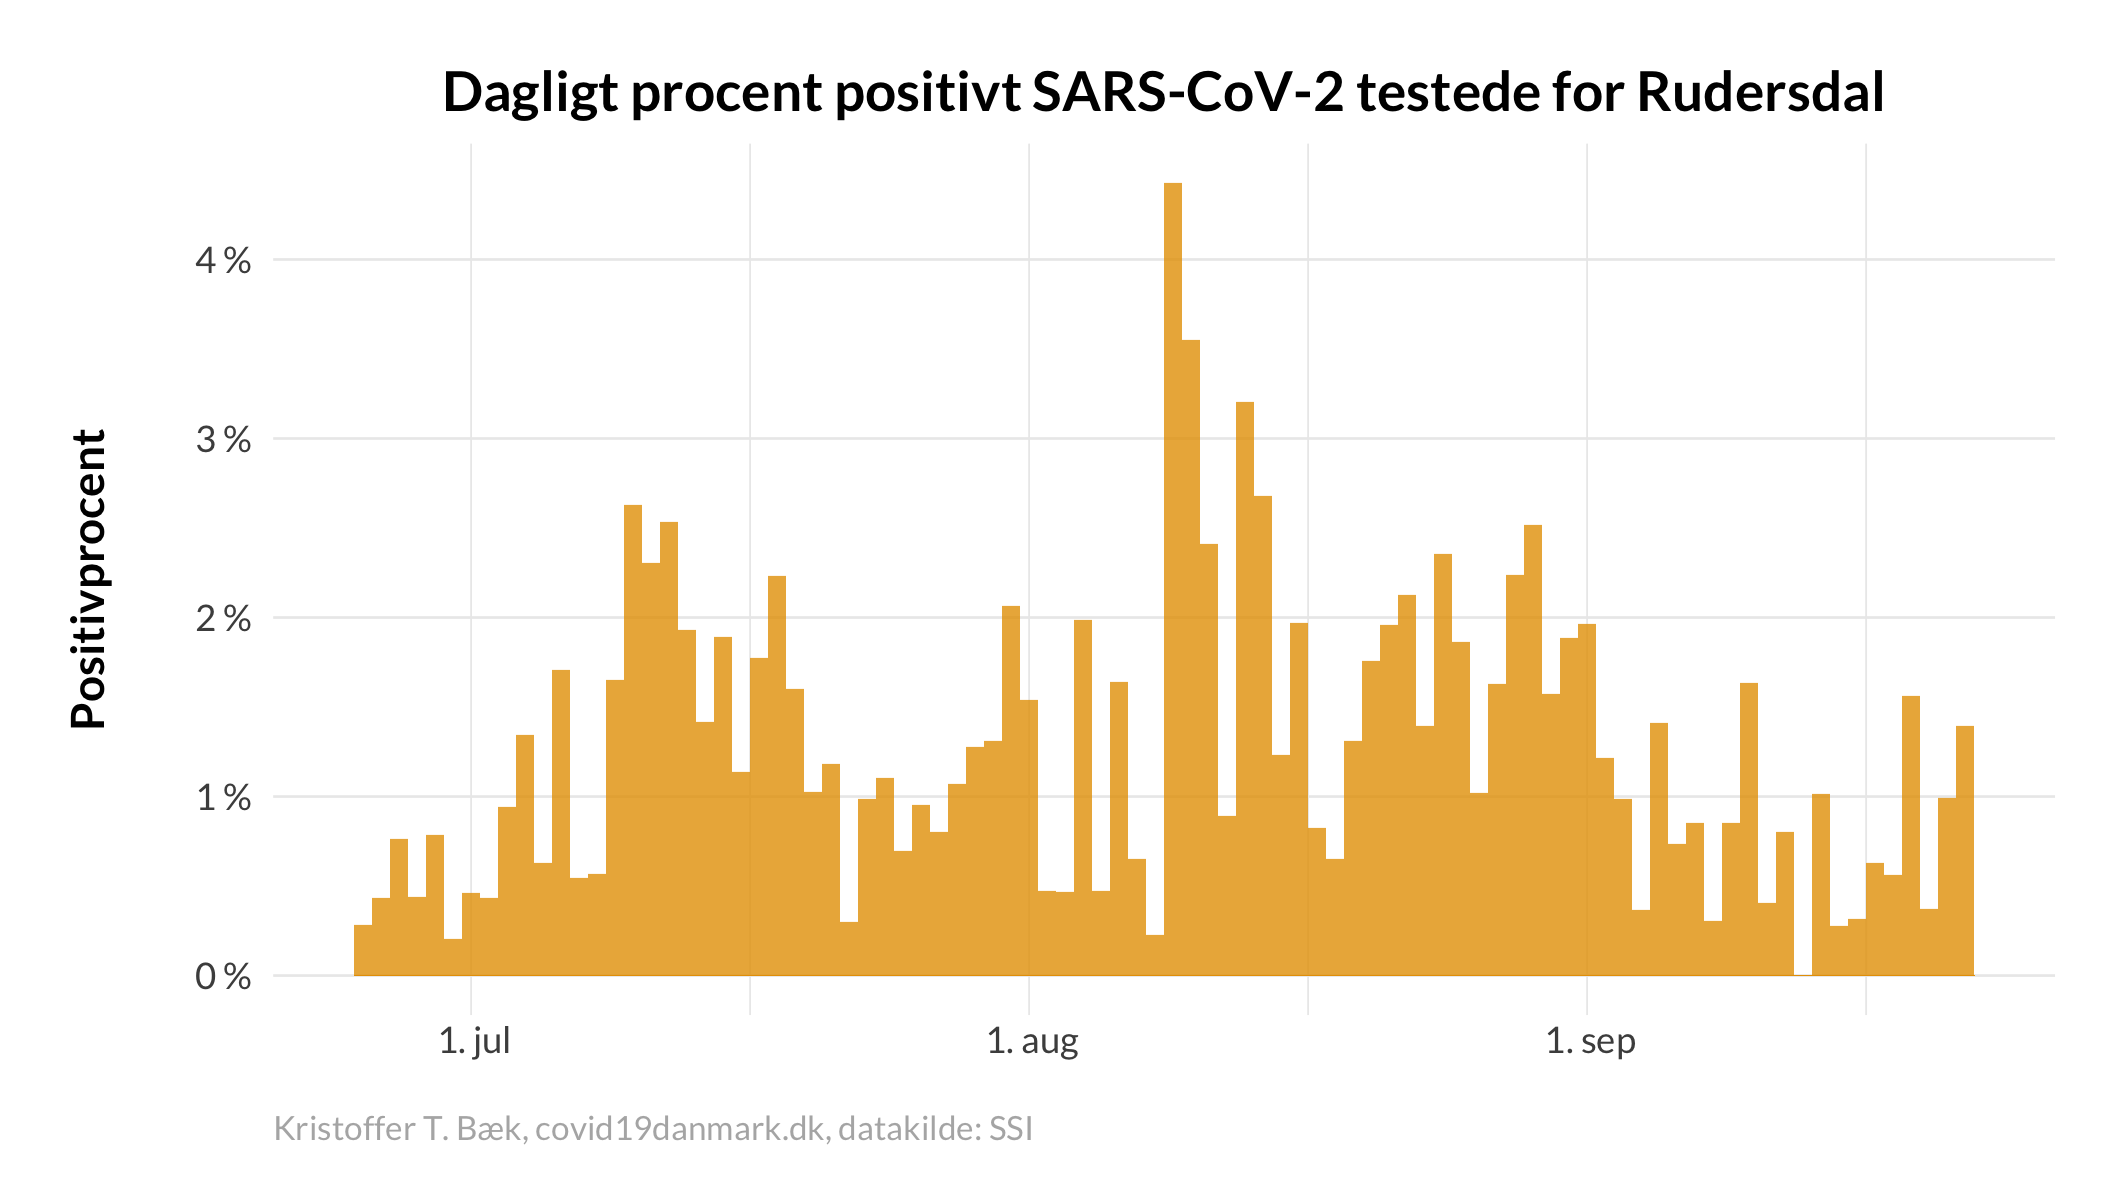 Dagligt procent positivt SARS-CoV-2 testede for Rudersdal
Positivprocent
4 %
3 %
2 %
1 %
0 %
1. jul
1. aug
1. sep
Kristoffer T. Bæk, covid19danmark.dk, datakilde: SSI